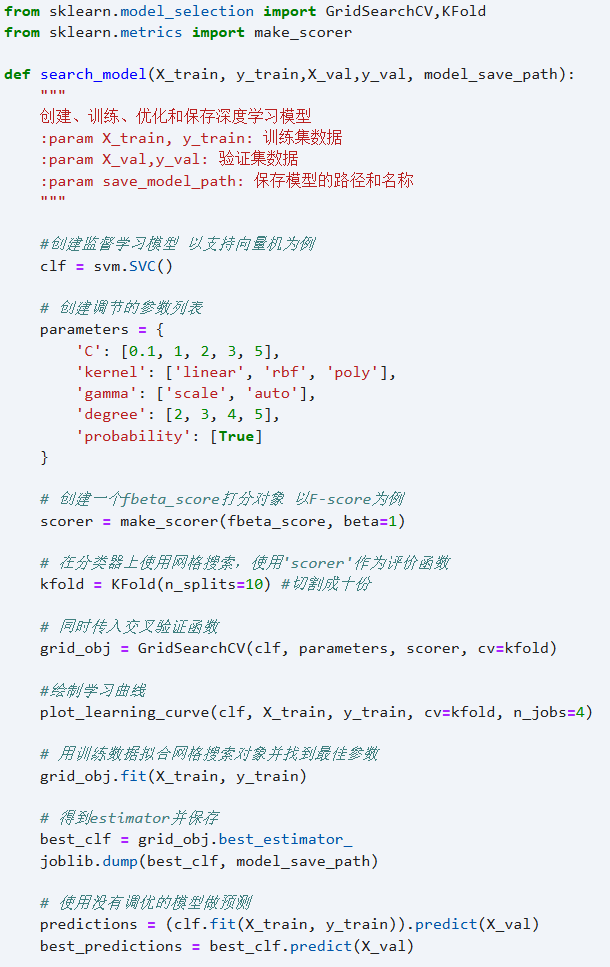 from sklearn.model_selection import GridSearchCV,KFold
from sklearn.metrics import make_scorer
def search_model(X_train, y_train,X_val,y_val, model_save_path):
    """
    创建、训练、优化和保存深度学习模型
    :param X_train, y_train: 训练集数据
    :param X_val,y_val: 验证集数据
    :param save_model_path: 保存模型的路径和名称
    """
    #创建监督学习模型 以支持向量机为例
    clf = svm.SVC()
    # 创建调节的参数列表
    parameters = {
        'C': [0.1, 1, 2, 3, 5],
        'kernel': ['linear', 'rbf', 'poly'],
        'gamma': ['scale', 'auto'],
        'degree': [2, 3, 4, 5],
        'probability': [True]
    }
    # 创建一个fbeta_score打分对象 以F-score为例
    scorer = make_scorer(fbeta_score, beta=1)
    # 在分类器上使用网格搜索，使用'scorer'作为评价函数
    kfold = KFold(n_splits=10) #切割成十份
    # 同时传入交叉验证函数
    grid_obj = GridSearchCV(clf, parameters, scorer, cv=kfold)
    #绘制学习曲线
    plot_learning_curve(clf, X_train, y_train, cv=kfold, n_jobs=4)
    # 用训练数据拟合网格搜索对象并找到最佳参数
    grid_obj.fit(X_train, y_train)
    # 得到estimator并保存
    best_clf = grid_obj.best_estimator_
    joblib.dump(best_clf, model_save_path)
    # 使用没有调优的模型做预测
    predictions = (clf.fit(X_train, y_train)).predict(X_val)
    best_predictions = best_clf.predict(X_val)